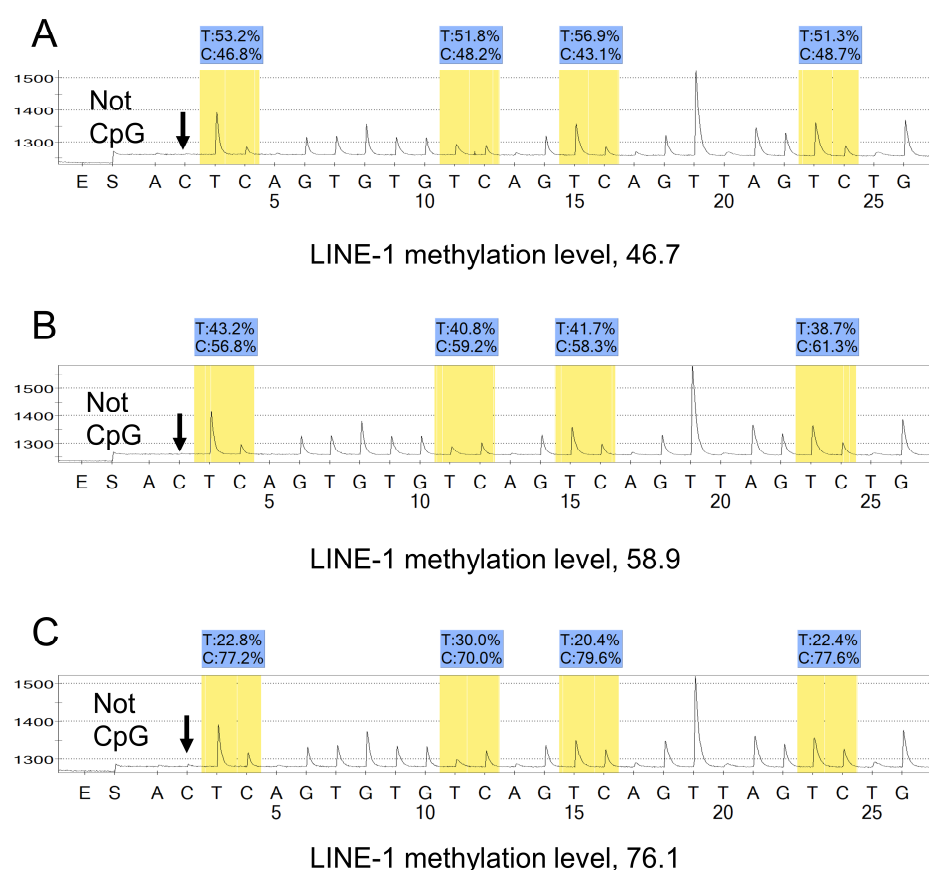 A
T:53.2% T:51.8% T:56.9% T:51.3%
C:46.8% C:48.2% C:43.1% C:48.7%
1500
1400
1300
Not
CpG
E S A C T C A G T G T G T C A G T C A G T T A G T C T G
5 10 15 20 25
LINE-1 methylation level, 46.7
B
T:43.2% T:40.8% T:41.7% T:38.7%
C:56.8% C:59.2% C:58.3% C:61.3%
1500
1400
1300
Not
CpG
E S A C T C A G T G T G T C A G T C A G T T A G T C T G
5 10 15 20 25
LINE-1 methylation level, 58.9
C
T:22.8% T:30.0% T:20.4% T:22.4%
C:77.2% C:70.0% C:79.6% C:77.6%
1500
1400
1300
Not
CpG
E S A C T C A G T G T G T C A G T C A G T T A G T C T G
5 10 15 20 25
LINE-1 methylation level, 76.1